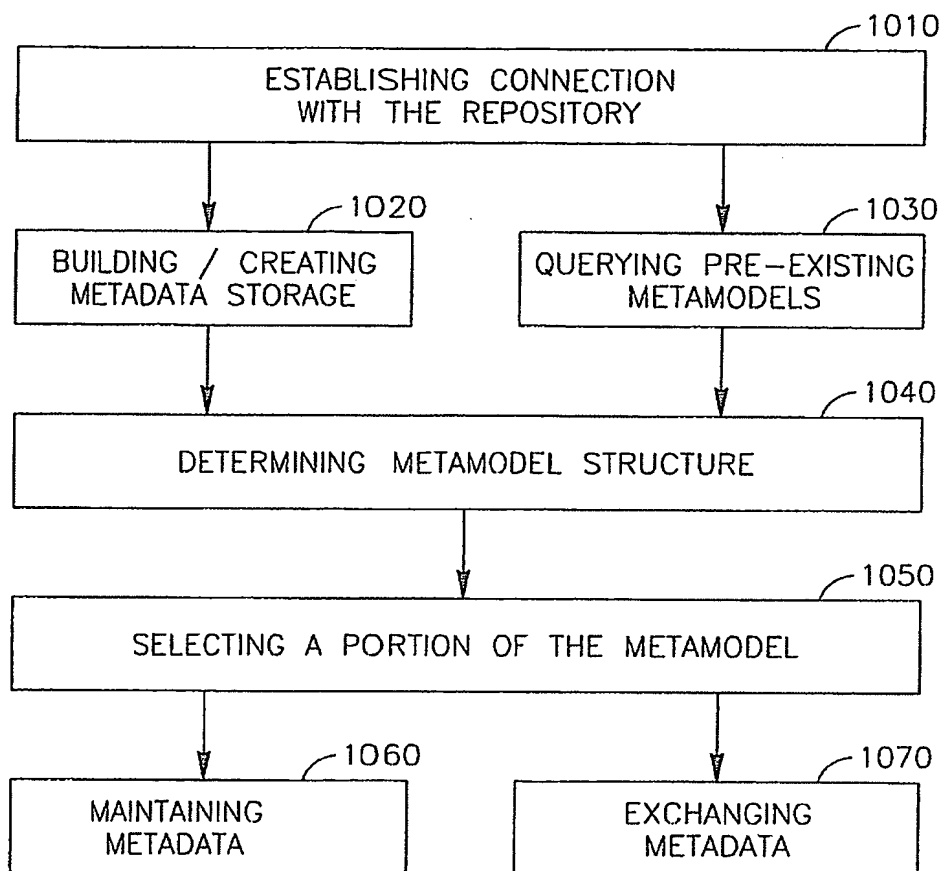 1010
ESTABLISHING CONNECTION
WITH THE REPOSITORY
1020
BUILDING / CREATING
METADATA STORAGE
1030
QUERYING PRE-EXISTING
METAMODELS
1040
DETERMINING METAMODEL STRUCTURE
1050
SELECTING A PORTION OF THE METAMODEL
1060
MAINTAINING
METADATA
1070
EXCHANGING
METADATA